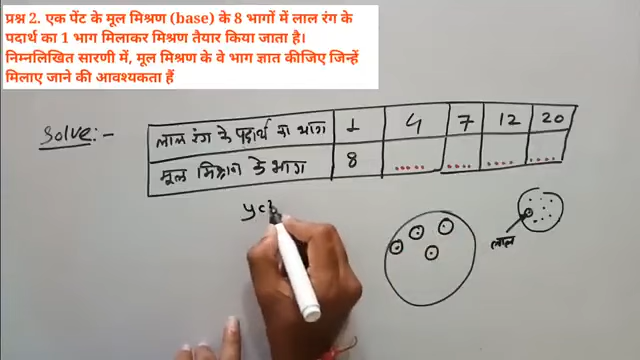 प्रश्न 2. एक पेंट के मूल मिश्रण (base) के 8 भागों में लाल रंग के
पदार्थ का 1 भाग मिलाकर मिश्रण तैयार किया जाता है।
निम्नलिखित सारणी में, मूल मिश्रण के वे भाग ज्ञात कीजिए जिन्हें
मिलाए जाने की आवश्यकता हैं
Solve:-
लाल रंग के पदार्थ का भाग 1 4 7 12 20
मूल मिश्रण के भाग 8 ..... .... .... ....
लाल